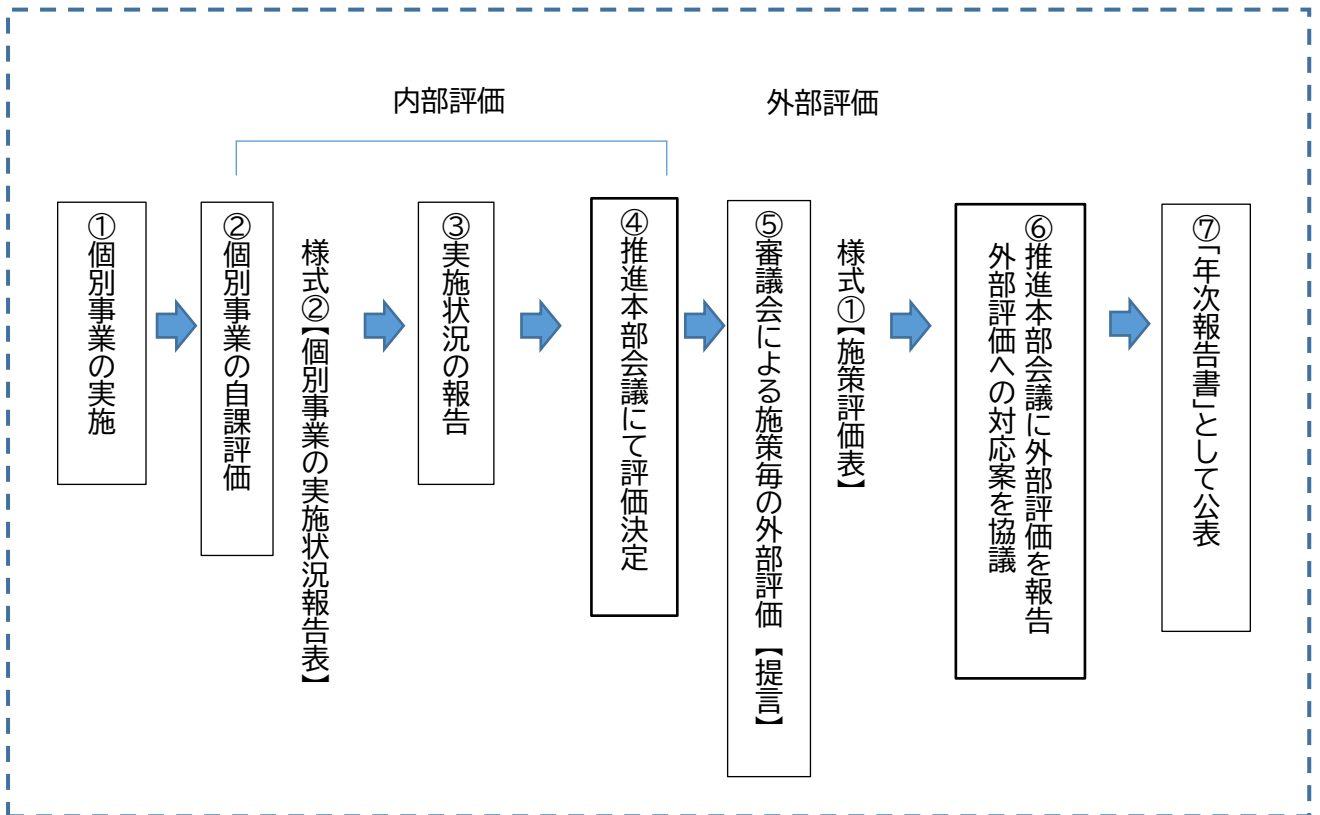 内部評価
外部評価
①個別事業の実施
②個別事業の自課評価
様式②【個別事業の実施状況報告表】
③実施状況の報告
④推進本部会議にて評価決定
⑤審議会による施策毎の外部評価【提言】
様式①【施策評価表】
⑥推進本部会議に外部評価を報告
外部評価への対応案を協議
⑦「年次報告書」として公表